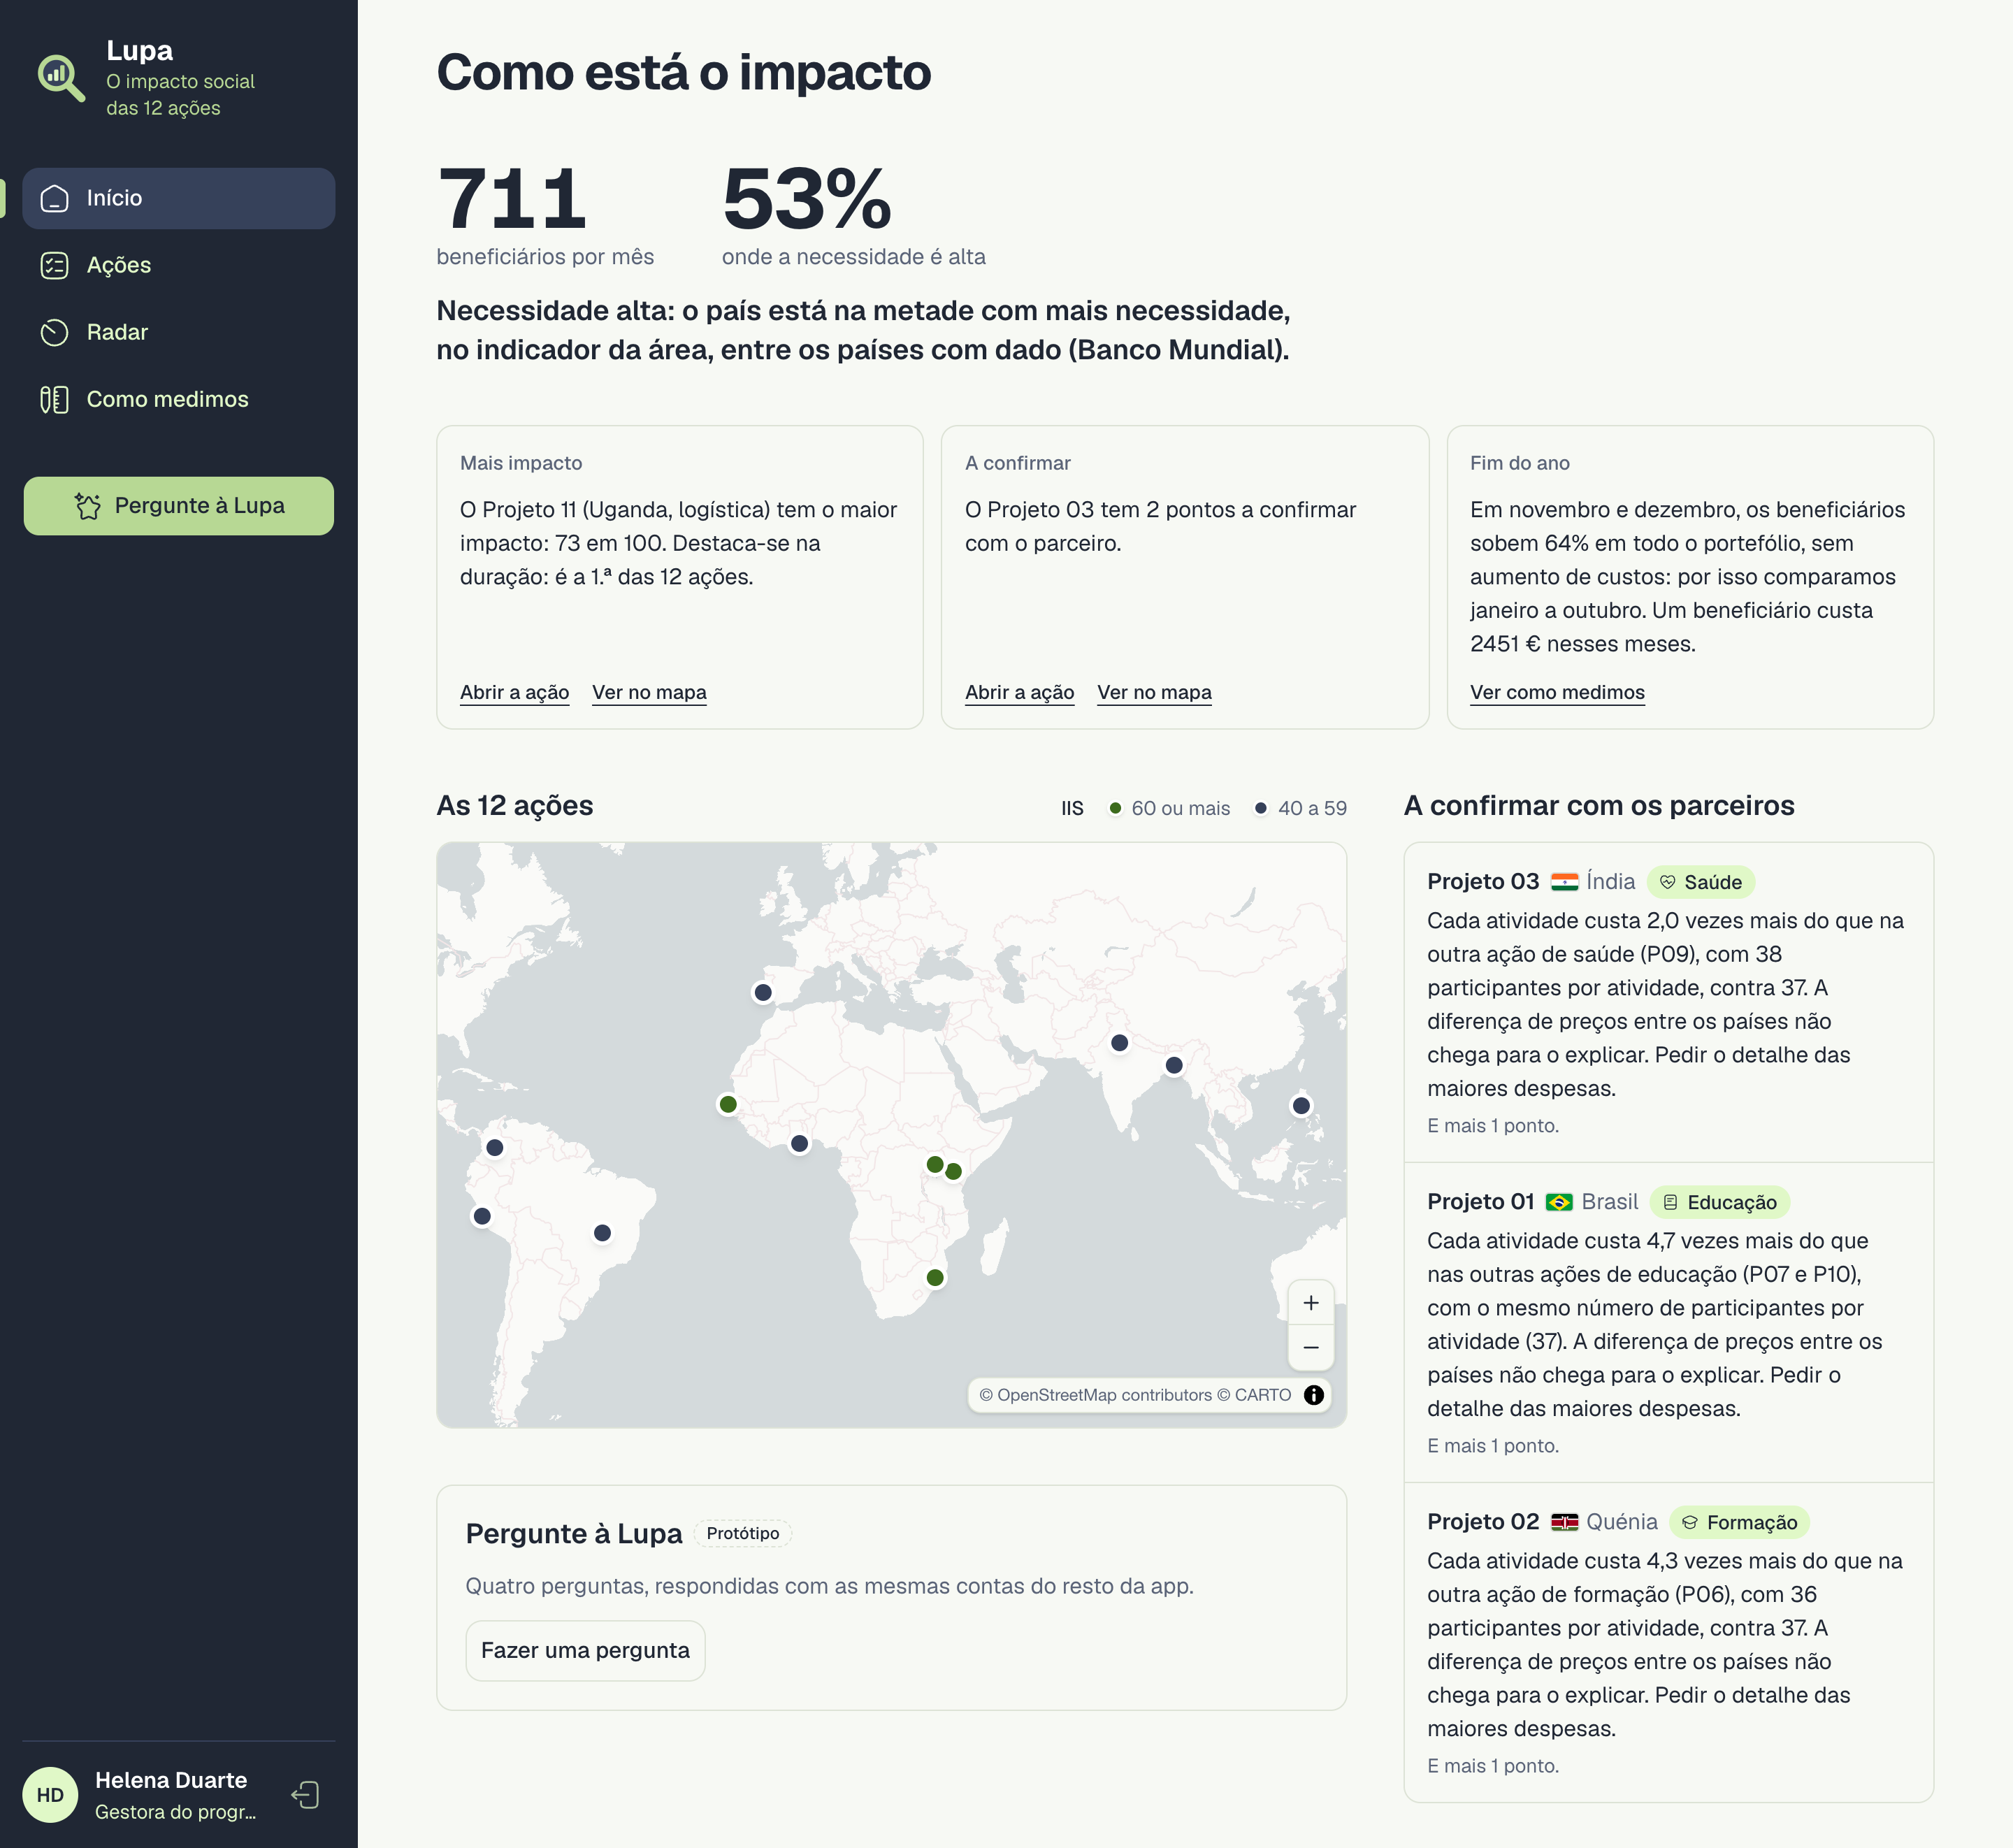 Lupa
O impacto social
das 12 ações
Início
Ações
Radar
Como medimos
Pergunte à Lupa
HD
Helena Duarte
Gestora do progr...
Como está o impacto
711
beneficiários por mês
53%
onde a necessidade é alta
Necessidade alta: o país está na metade com mais necessidade,
no indicador da área, entre os países com dado (Banco Mundial).
Mais impacto
O Projeto 11 (Uganda, logística) tem o maior
impacto: 73 em 100. Destaca-se na
duração: é a 1.ª das 12 ações.
Abrir a ação Ver no mapa
A confirmar
O Projeto 03 tem 2 pontos a confirmar
com o parceiro.
Abrir a ação Ver no mapa
Fim do ano
Em novembro e dezembro, os beneficiários
sobem 64% em todo o portefólio, sem
aumento de custos: por isso comparamos
janeiro a outubro. Um beneficiário custa
2451 € nesses meses.
Ver como medimos
As 12 ações
IIS 60 ou mais 40 a 59
+
−
© OpenStreetMap contributors © CARTO
Pergunte à Lupa Protótipo
Quatro perguntas, respondidas com as mesmas contas do resto da app.
Fazer uma pergunta
A confirmar com os parceiros
Projeto 03 Índia Saúde
Cada atividade custa 2,0 vezes mais do que na
outra ação de saúde (P09), com 38
participantes por atividade, contra 37. A
diferença de preços entre os países não
chega para o explicar. Pedir o detalhe das
maiores despesas.
E mais 1 ponto.
Projeto 01 Brasil Educação
Cada atividade custa 4,7 vezes mais do que
nas outras ações de educação (P07 e P10),
com o mesmo número de participantes por
atividade (37). A diferença de preços entre os
países não chega para o explicar. Pedir o
detalhe das maiores despesas.
E mais 1 ponto.
Projeto 02 Quénia Formação
Cada atividade custa 4,3 vezes mais do que na
outra ação de formação (P06), com 36
participantes por atividade, contra 37. A
diferença de preços entre os países não
chega para o explicar. Pedir o detalhe das
maiores despesas.
E mais 1 ponto.